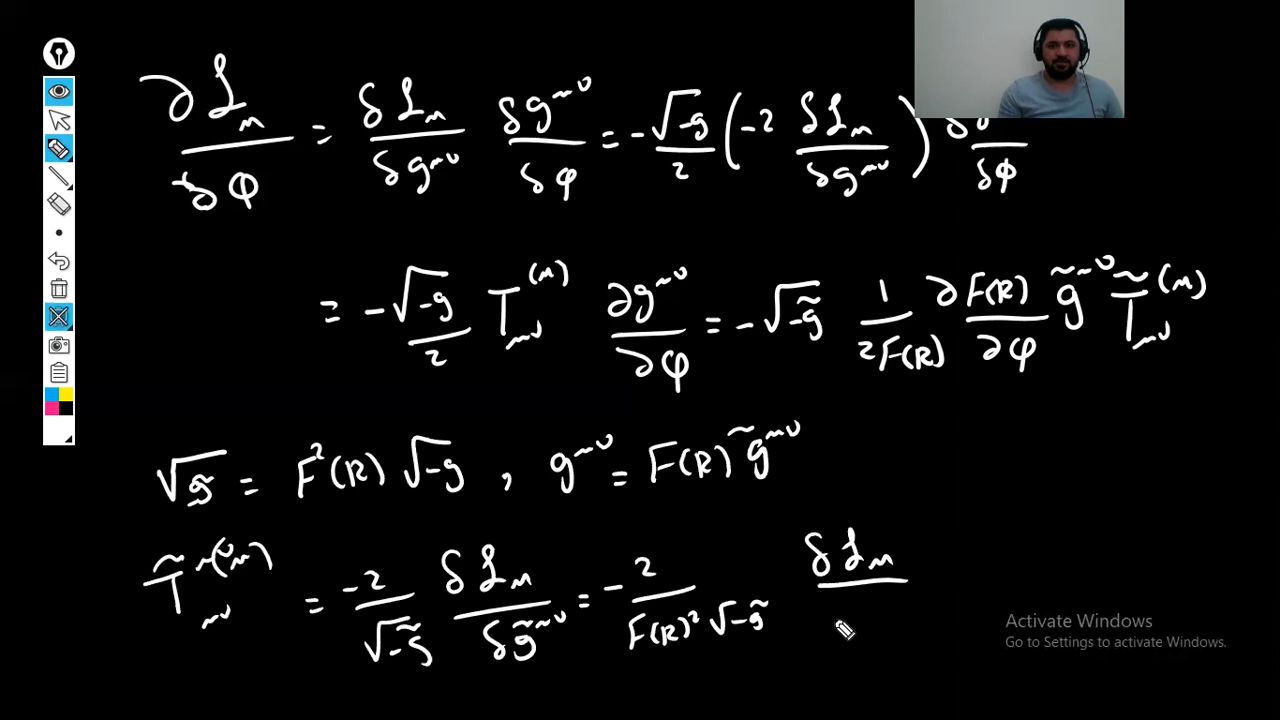 ∂ℒ_M / δφ = δℒ_M / δg^{μν} δg^{μν} / δφ = - √-g / 2 ( -2 δℒ_M / δg^{μν} ) / δφ
= - √-g / 2 T_{μν}^{(M)} ∂g^{μν} / ∂φ = - √-g̃ 1 / 2F(R) ∂F(R) / ∂φ g̃^{μν} T̃_{μν}^{(M)}
√g̃ = F²(R) √-g , g^{μν} = F(R) g̃^{μν}
T̃_{μν}^{(M)} = -2 / √-g̃ δℒ_M / δg̃^{μν} = - 2 / F(R)² √-g̃ δℒ_M
Activate Windows
Go to Settings to activate Windows.